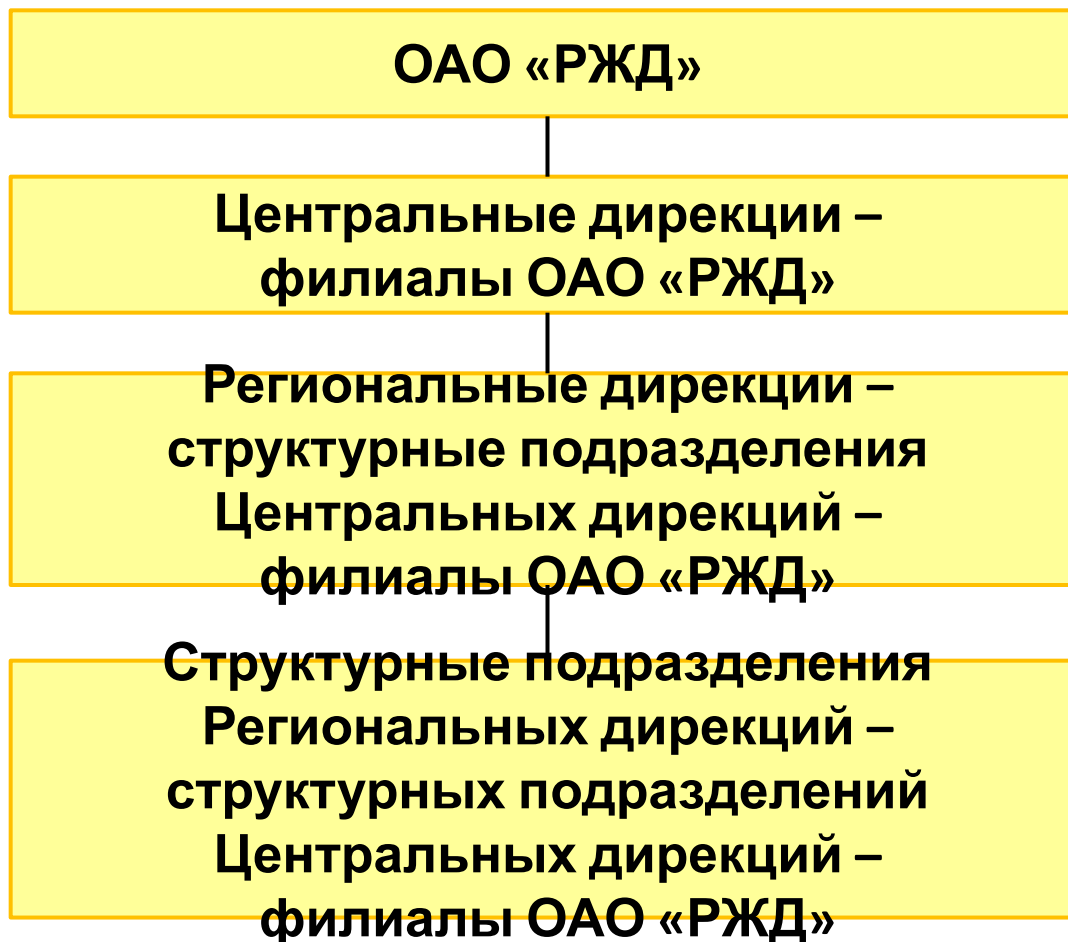 ОАО «РЖД»
Центральные дирекции –
филиалы ОАО «РЖД»
Региональные дирекции –
структурные подразделения
Центральных дирекций –
филиалы ОАО «РЖД»
Структурные подразделения
Региональных дирекций –
структурных подразделений
Центральных дирекций –
филиалы ОАО «РЖД»